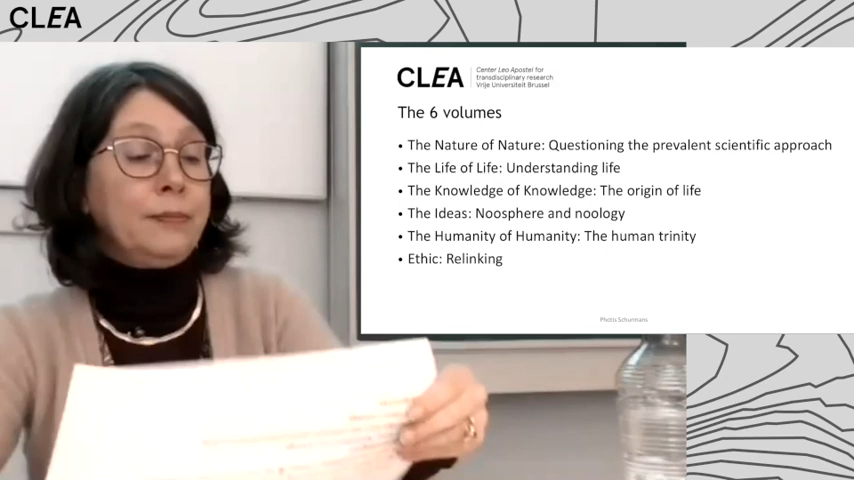 CLEA
CLEA
Center Leo Apostel for
transdisciplinary research
Vrije Universiteit Brussel
The 6 volumes
• The Nature of Nature: Questioning the prevalent scientific approach
• The Life of Life: Understanding life
• The Knowledge of Knowledge: The origin of life
• The Ideas: Noosphere and noology
• The Humanity of Humanity: The human trinity
• Ethic: Relinking
Photis Schurmans